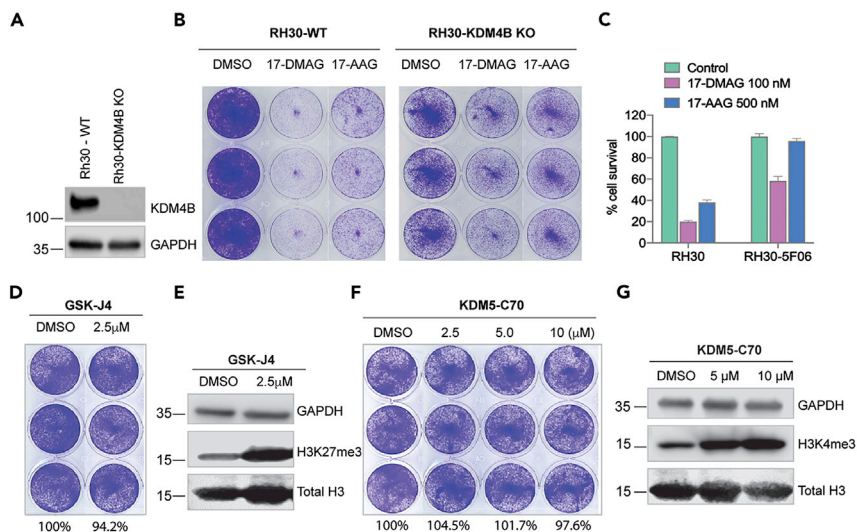 A
Rh30 - WT
Rh30-KDM4B KO
KDM4B
100
35
GAPDH
B
RH30-WT
RH30-KDM4B KO
DMSO 17-DMAG 17-AAG
DMSO 17-DMAG 17-AAG
C
Control
17-DMAG 100 nM
17-AAG 500 nM
% cell survival
120
100
80
60
40
20
0
RH30
RH30-5F06
D
GSK-J4
DMSO 2.5µM
100% 94.2%
E
GSK-J4
DMSO 2.5µM
35
GAPDH
15
H3K27me3
15
Total H3
F
KDM5-C70
DMSO 2.5 5.0 10 (µM)
100% 104.5% 101.7% 97.6%
G
KDM5-C70
DMSO 5 µM 10 µM
35
GAPDH
15
H3K4me3
15
Total H3